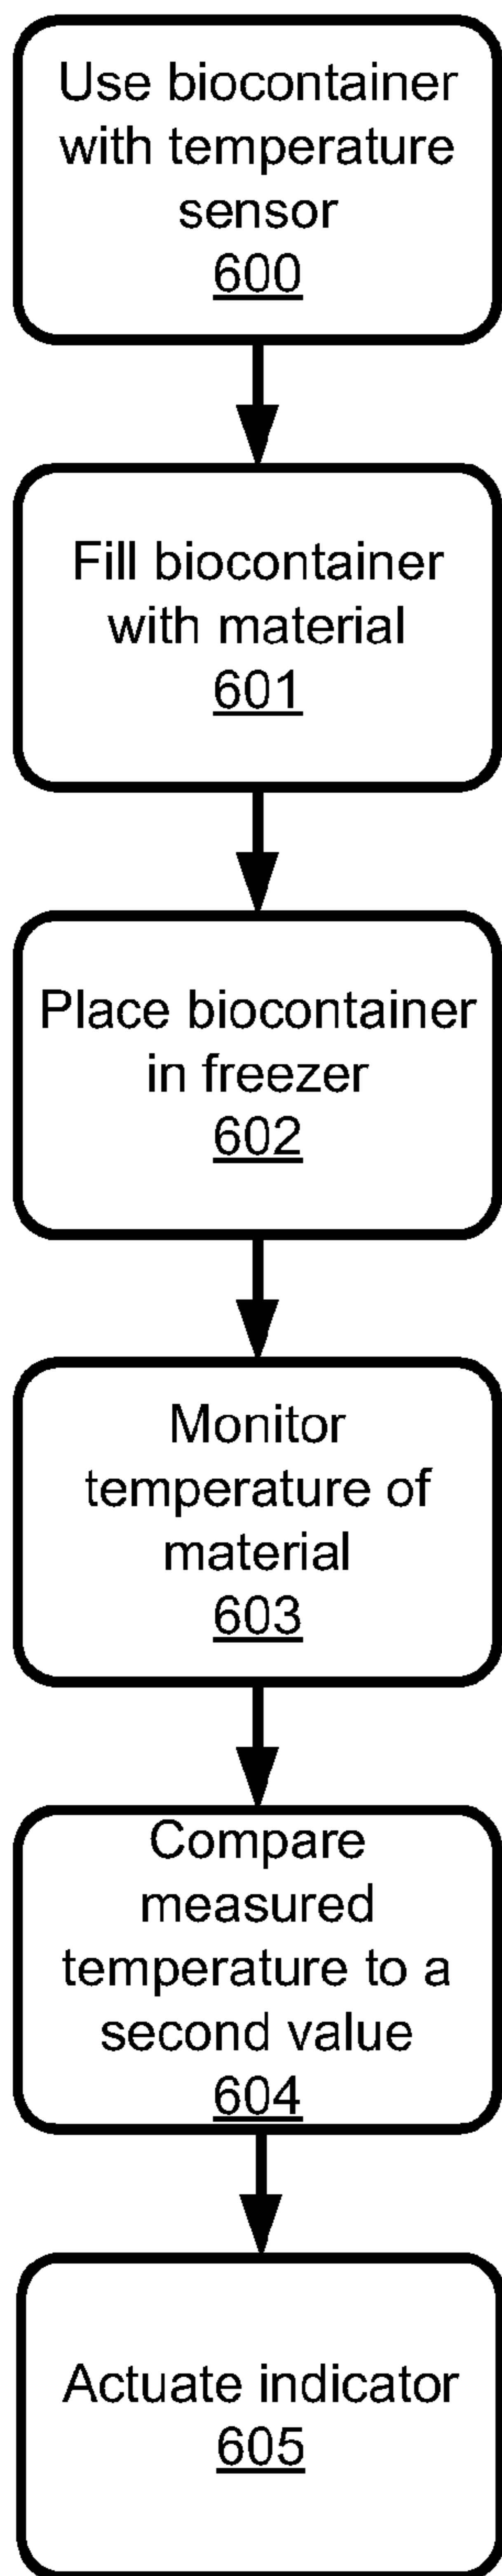 Use biocontainer
with temperature
sensor
600
Fill biocontainer
with material
601
Place biocontainer
in freezer
602
Monitor
temperature of
material
603
Compare
measured
temperature to a
second value
604
Actuate indicator
605